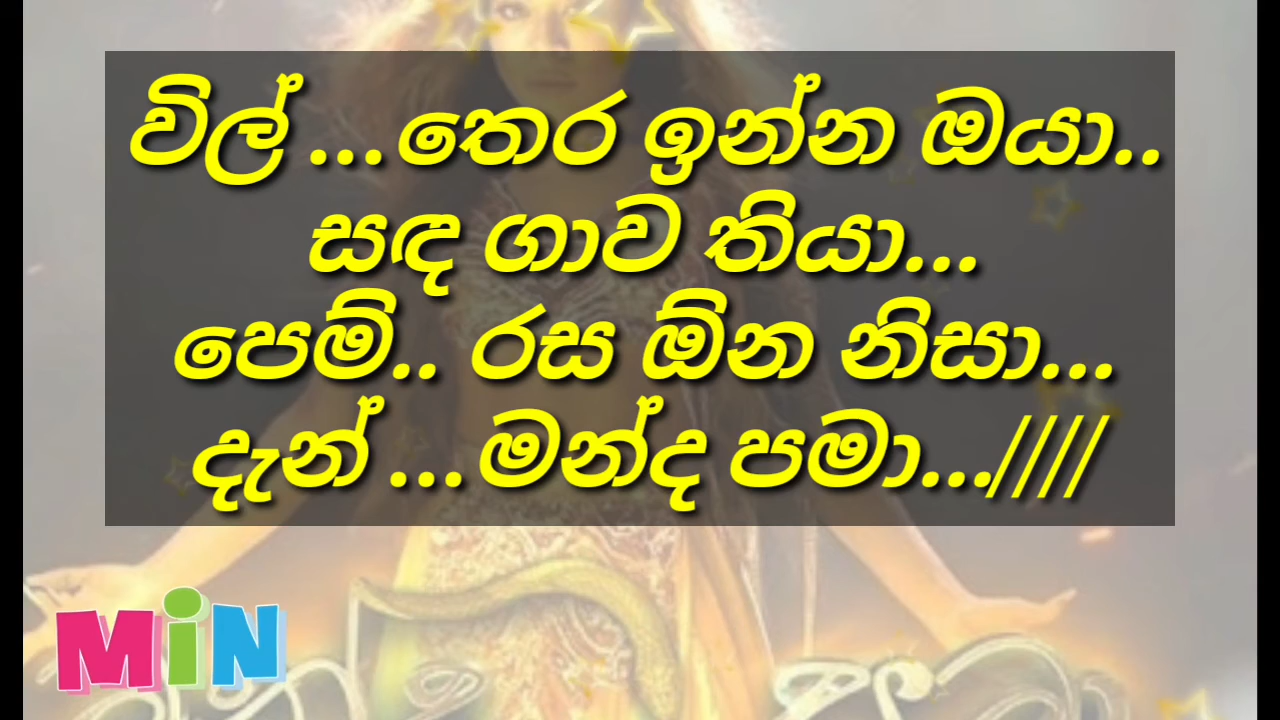 විල් ...තෙර ඉන්න ඔයා..
සඳ ගාව තියා...
පෙම්.. රස ඕන නිසා...
දැන් ...මන්ද පමා...////
MiN